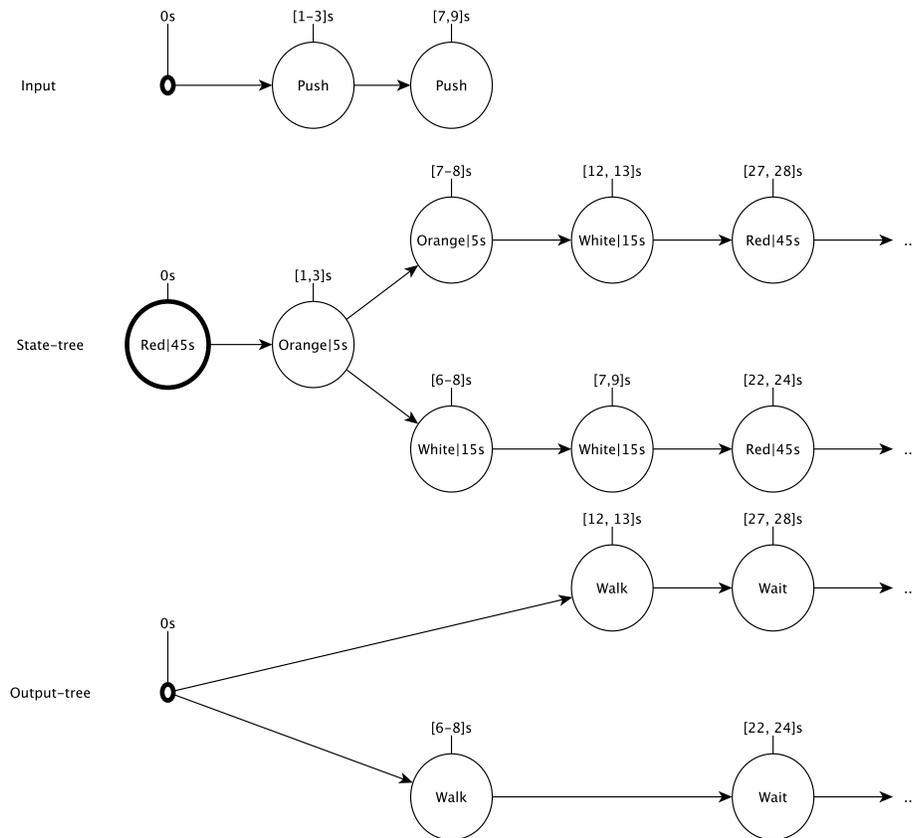 0s [1-3]s [7,9]s
Input Push Push
[7-8]s [12, 13]s [27, 28]s
Orange|5s White|15s Red|45s ..
0s [1,3]s
State-tree Red|45s Orange|5s
[6-8]s [7,9]s [22, 24]s
White|15s White|15s Red|45s ..
[12, 13]s [27, 28]s
Walk Wait ..
0s
Output-tree
[6-8]s [22, 24]s
Walk Wait ..